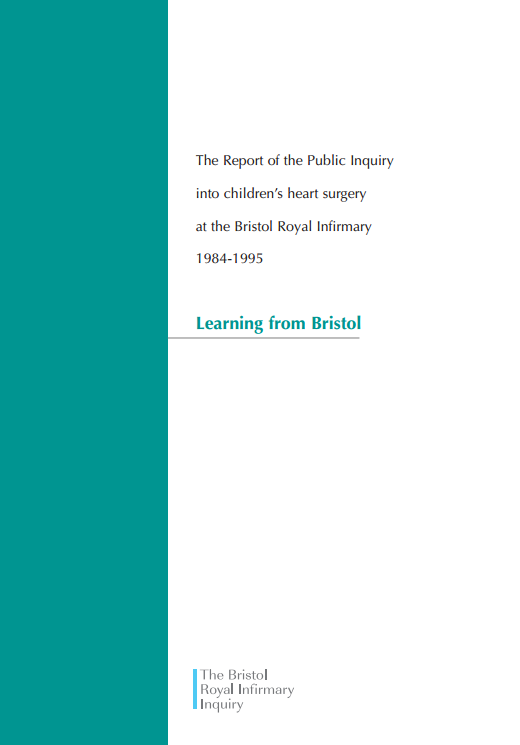 The Report of the Public Inquiry
into children’s heart surgery
at the Bristol Royal Infirmary
1984-1995
Learning from Bristol
The Bristol
Royal Infirmary
Inquiry